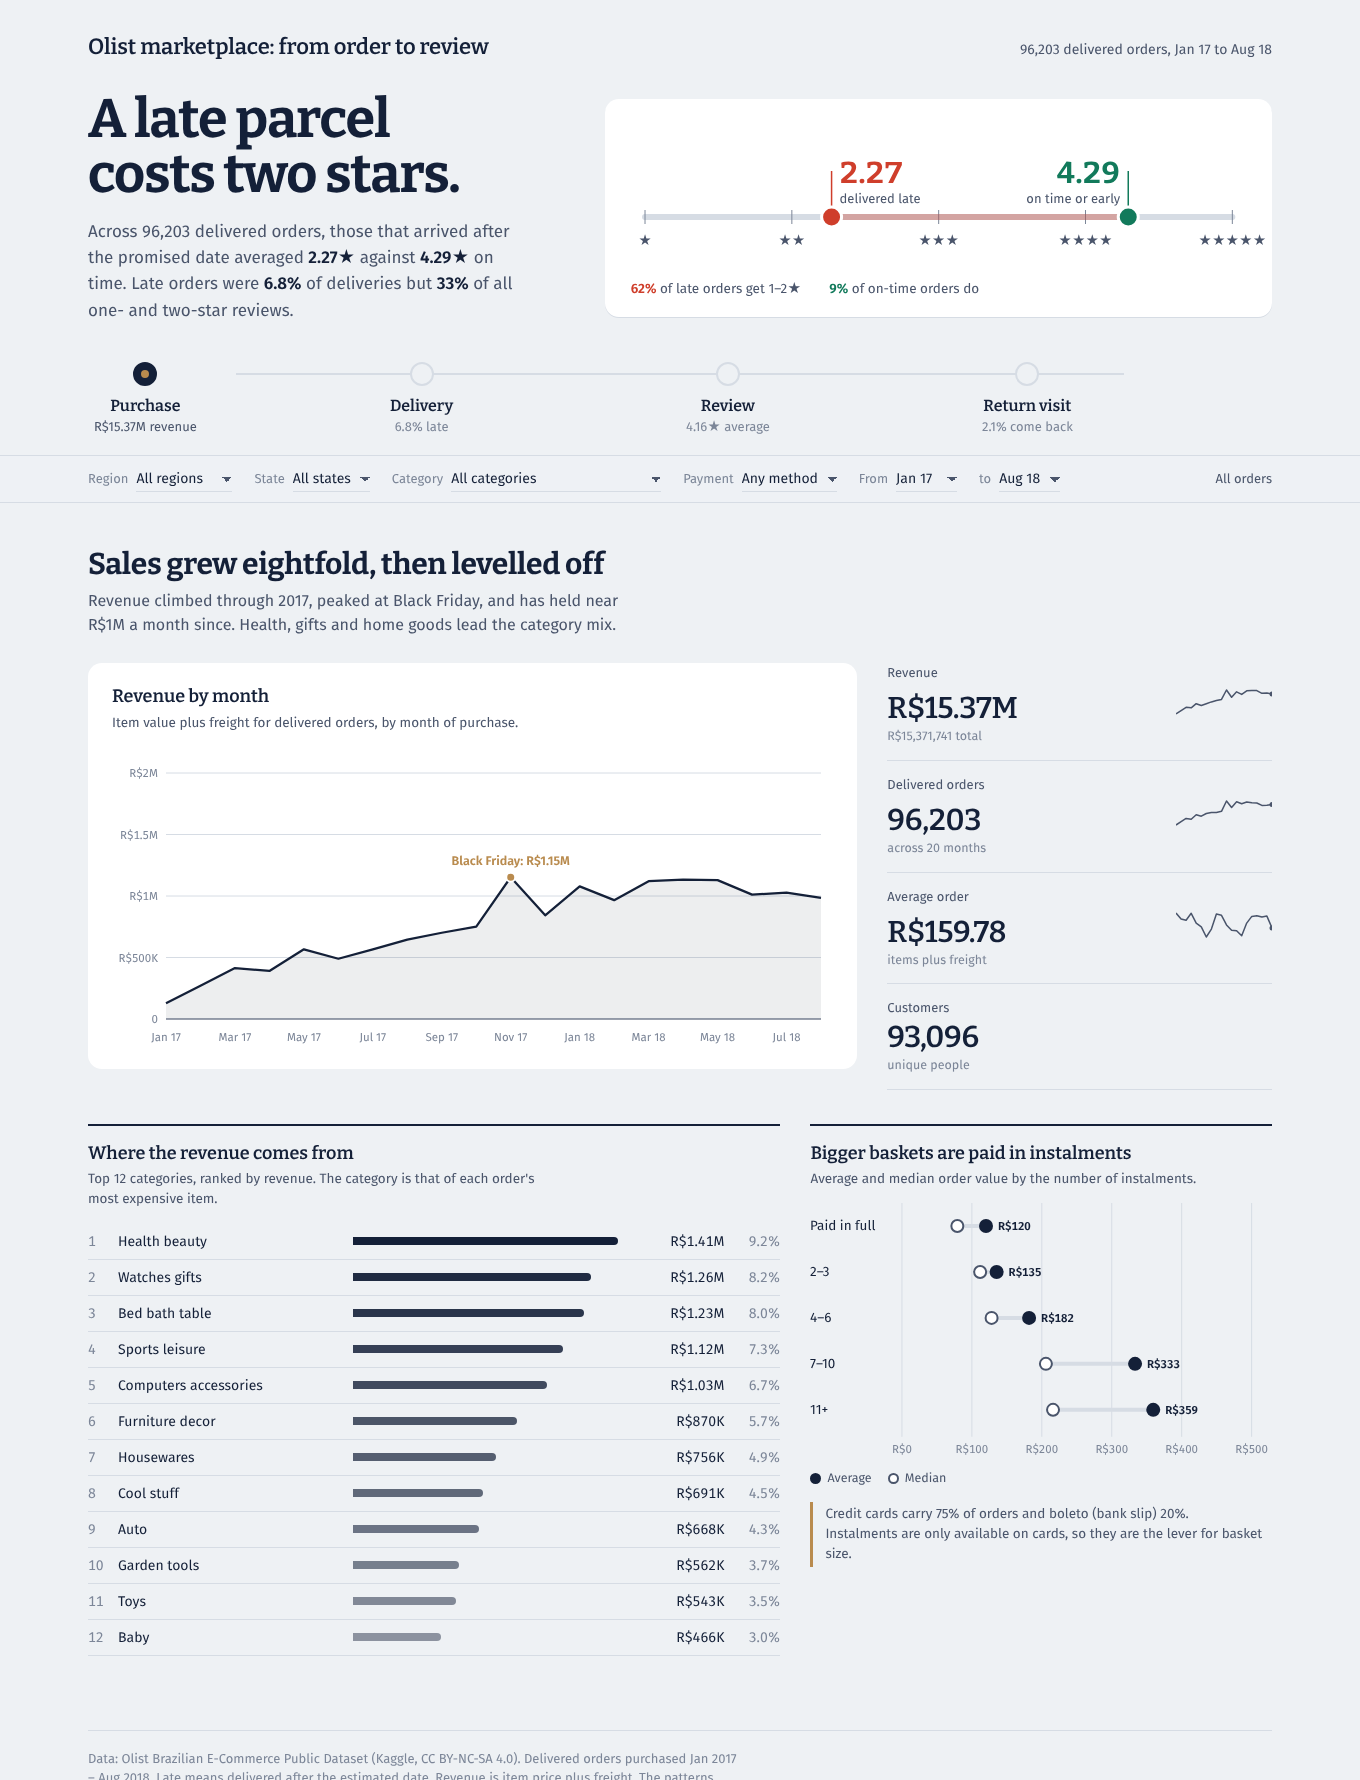 Olist marketplace: from order to review
96,203 delivered orders, Jan 17 to Aug 18
A late parcel
costs two stars.
Across 96,203 delivered orders, those that arrived after
the promised date averaged 2.27★ against 4.29★ on
time. Late orders were 6.8% of deliveries but 33% of all
one- and two-star reviews.
2.27
delivered late
4.29
on time or early
★
★★
★★★
★★★★
★★★★★
62% of late orders get 1–2★
9% of on-time orders do
Purchase
R$15.37M revenue
Delivery
6.8% late
Review
4.16★ average
Return visit
2.1% come back
Region All regions State All states Category All categories Payment Any method From Jan 17 to Aug 18 All orders
Sales grew eightfold, then levelled off
Revenue climbed through 2017, peaked at Black Friday, and has held near
R$1M a month since. Health, gifts and home goods lead the category mix.
Revenue by month
Item value plus freight for delivered orders, by month of purchase.
R$2M
R$1.5M
Black Friday: R$1.15M
R$1M
R$500K
0
Jan 17 Mar 17 May 17 Jul 17 Sep 17 Nov 17 Jan 18 Mar 18 May 18 Jul 18
Revenue
R$15.37M
R$15,371,741 total
Delivered orders
96,203
across 20 months
Average order
R$159.78
items plus freight
Customers
93,096
unique people
Where the revenue comes from
Top 12 categories, ranked by revenue. The category is that of each order's
most expensive item.
1 Health beauty R$1.41M 9.2%
2 Watches gifts R$1.26M 8.2%
3 Bed bath table R$1.23M 8.0%
4 Sports leisure R$1.12M 7.3%
5 Computers accessories R$1.03M 6.7%
6 Furniture decor R$870K 5.7%
7 Housewares R$756K 4.9%
8 Cool stuff R$691K 4.5%
9 Auto R$668K 4.3%
10 Garden tools R$562K 3.7%
11 Toys R$543K 3.5%
12 Baby R$466K 3.0%
Bigger baskets are paid in instalments
Average and median order value by the number of instalments.
Paid in full R$120
2–3 R$135
4–6 R$182
7–10 R$333
11+ R$359
R$0 R$100 R$200 R$300 R$400 R$500
Average Median
Credit cards carry 75% of orders and boleto (bank slip) 20%.
Instalments are only available on cards, so they are the lever for basket
size.
Data: Olist Brazilian E-Commerce Public Dataset (Kaggle, CC BY-NC-SA 4.0). Delivered orders purchased Jan 2017
– Aug 2018. Late means delivered after the estimated date. Revenue is item price plus freight. The patterns